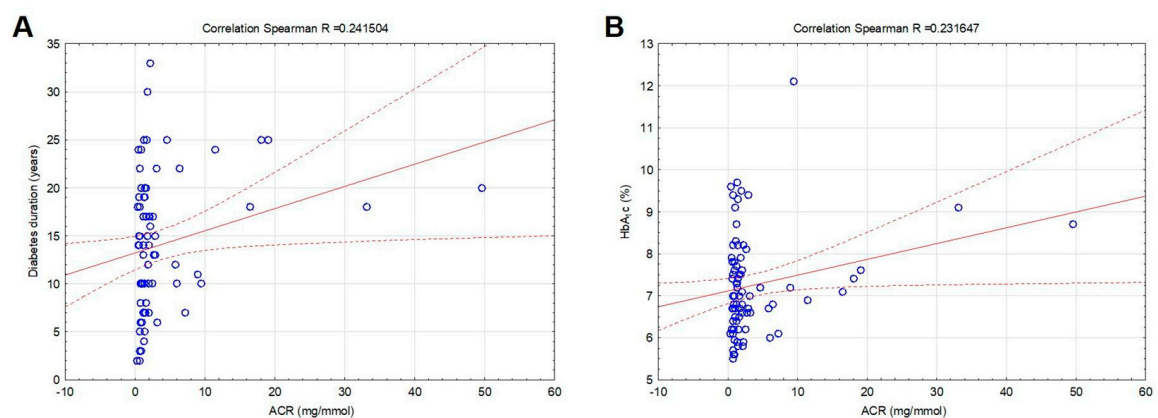 A
Correlation Spearman R =0.241504
35
30
25
20
15
10
5
0
Diabetes duration (years)
-10 0 10 20 30 40 50 60
ACR (mg/mmol)
B
Correlation Spearman R =0.231647
13
12
11
10
9
8
7
6
5
HbA1c (%)
-10 0 10 20 30 40 50 60
ACR (mg/mmol)